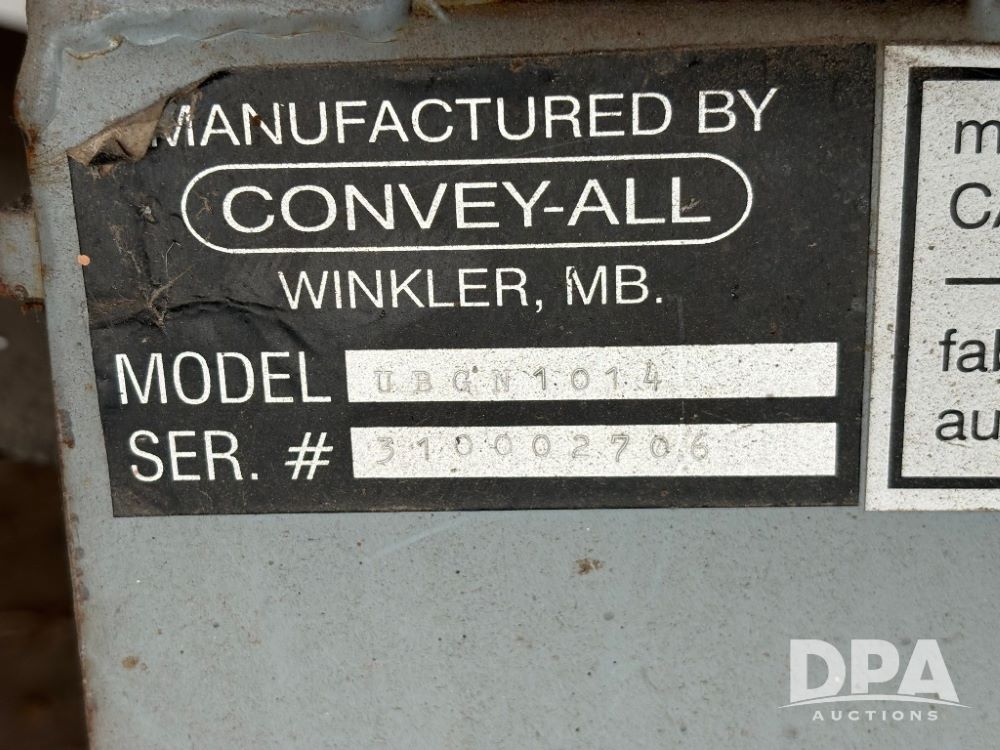 MANUFACTURED BY
CONVEY-ALL
WINKLER, MB.
MODEL UBGN1014
SER. # 310002706
DPA
AUCTIONS